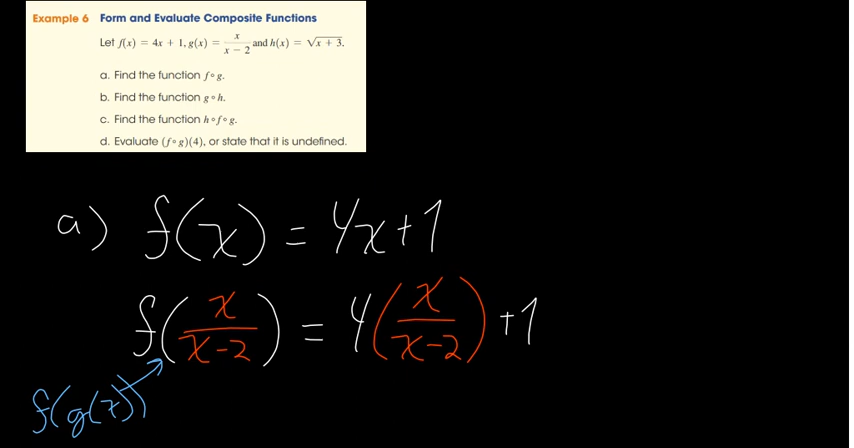 Example 6 Form and Evaluate Composite Functions
Let f(x) = 4x + 1, g(x) = x/(x − 2) and h(x) = √(x + 3).
a. Find the function f∘g.
b. Find the function g∘h.
c. Find the function h∘f∘g.
d. Evaluate (f∘g)(4), or state that it is undefined.
a) f(x) = 4x+1
f(x/(x−2)) = 4(x/(x−2)) +1
f(g(x))